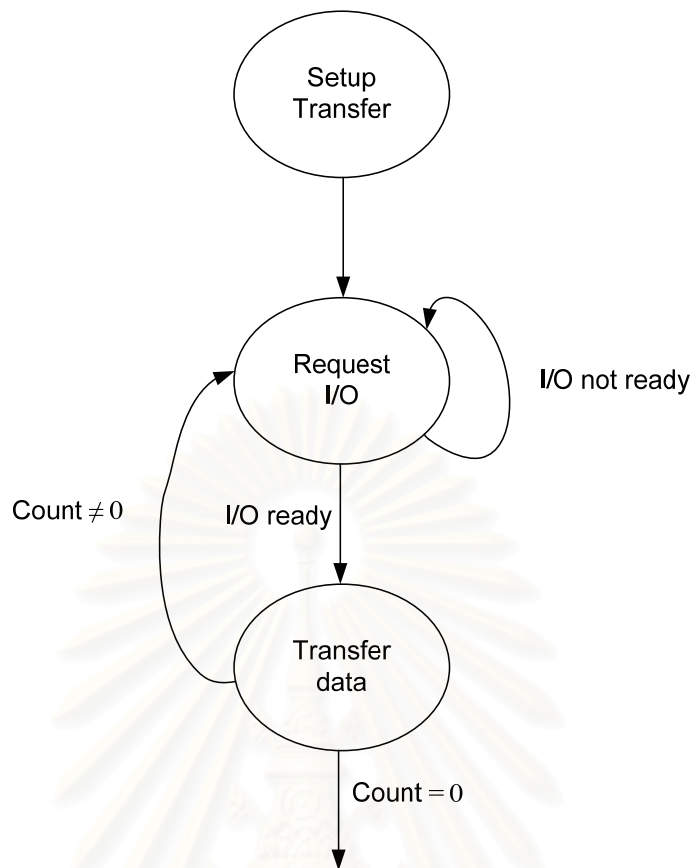 Setup
Transfer
Request
I/O
I/O not ready
Count ≠ 0
I/O ready
Transfer
data
Count = 0